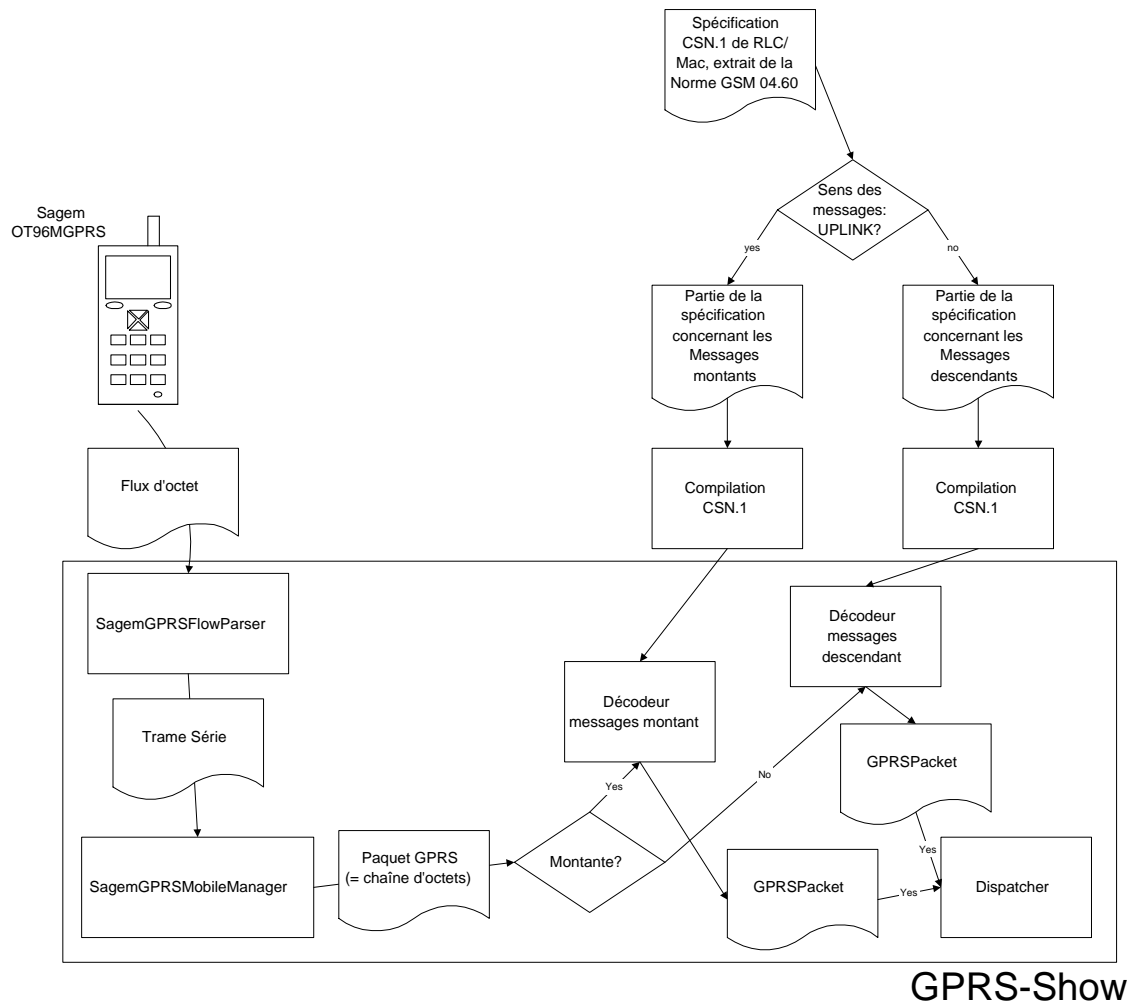 Spécification
CSN.1 de RLC/
Mac, extrait de la
Norme GSM 04.60
Sens des
messages:
UPLINK?
yes
no
Sagem
OT96MGPRS
Partie de la
spécification
concernant les
Messages
montants
Partie de la
spécification
concernant les
Messages
descendants
Flux d'octet
Compilation
CSN.1
Compilation
CSN.1
SagemGPRSFlowParser
Décodeur
messages
descendant
Décodeur
messages montant
Trame Série
GPRSPacket
Yes
No
SagemGPRSMobileManager
Paquet GPRS
(= chaîne d'octets)
Montante?
GPRSPacket
Yes
Yes
Dispatcher
GPRS-Show